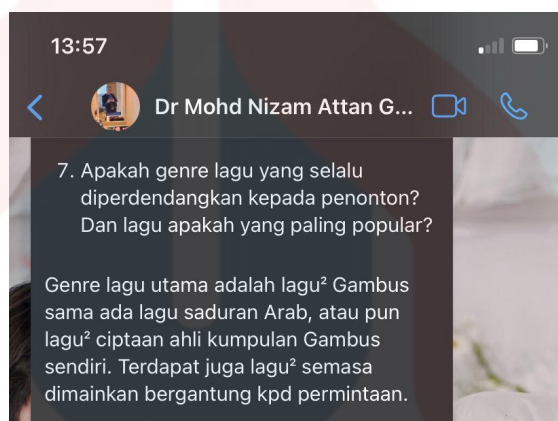 13:57
Dr Mohd Nizam Attan G...
7. Apakah genre lagu yang selalu
diperdendangkan kepada penonton?
Dan lagu apakah yang paling popular?
Genre lagu utama adalah lagu² Gambus
sama ada lagu saduran Arab, atau pun
lagu² ciptaan ahli kumpulan Gambus
sendiri. Terdapat juga lagu² semasa
dimainkan bergantung kpd permintaan.